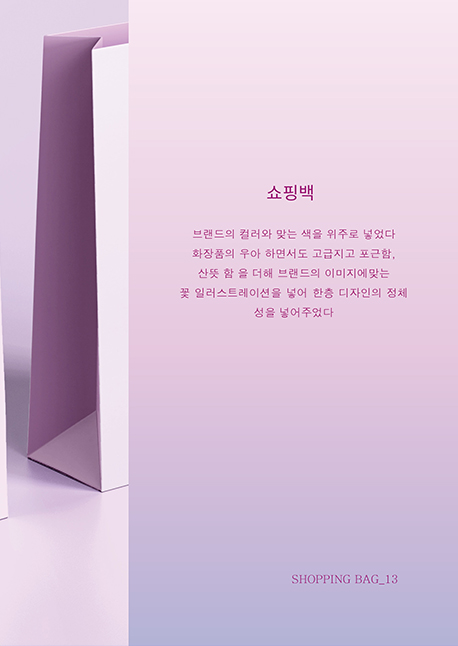 쇼핑백
브랜드의 컬러와 맞는 색을 위주로 넣었다
화장품의 우아 하면서도 고급지고 포근함,
산뜻 함 을 더해 브랜드의 이미지에맞는
꽃 일러스트레이션을 넣어 한층 디자인의 정체
성을 넣어주었다
SHOPPING BAG_13